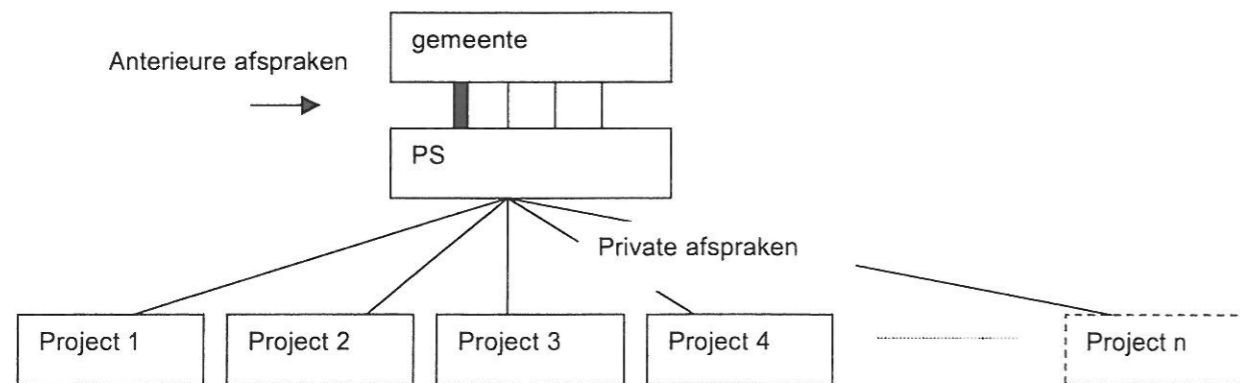 gemeente
Anterieure afspraken
PS
Private afspraken
Project 1
Project 2
Project 3
Project 4
Project n